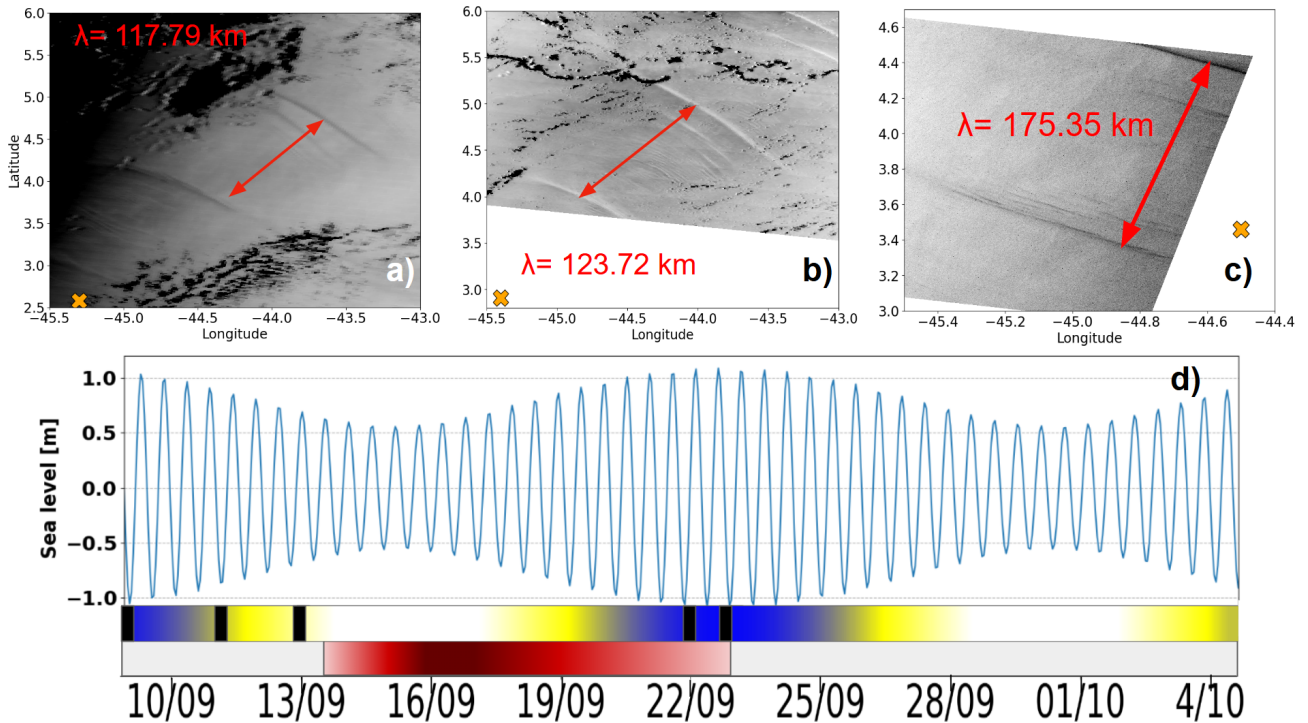 λ= 117.79 km
6.0
5.5
5.0
4.5
4.0
3.5
3.0
2.5
Latitude
−45.5 −45.0 −44.5 −44.0 −43.5 −43.0
Longitude
a)
6.0
5.5
5.0
4.5
4.0
3.5
3.0
λ= 123.72 km
b)
−45.5 −45.0 −44.5 −44.0 −43.5 −43.0
Longitude
4.6
4.4
4.2
4.0
3.8
3.6
3.4
3.2
3.0
λ= 175.35 km
c)
−45.4 −45.2 −45.0 −44.8 −44.6 −44.4
Longitude
d)
Sea level [m]
1.0
0.5
0.0
−0.5
−1.0
10/09 13/09 16/09 19/09 22/09 25/09 28/09 01/10 4/10